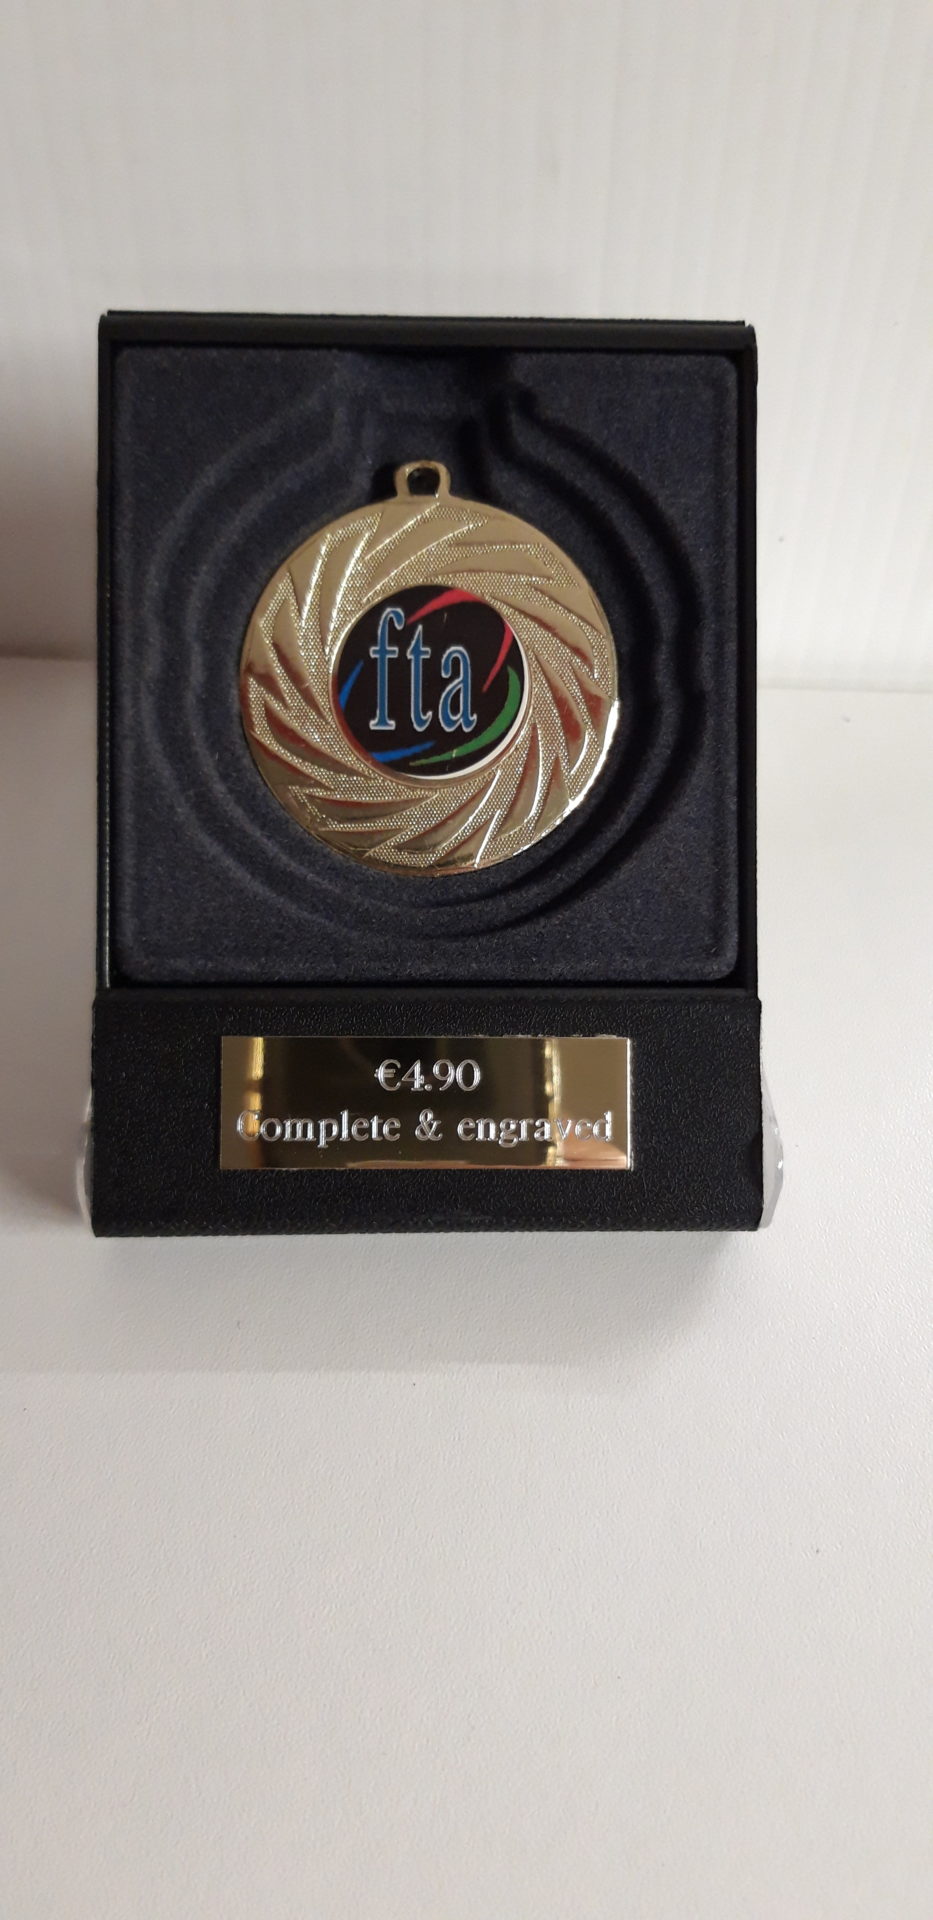 fta
€4.90
Complete & engraved